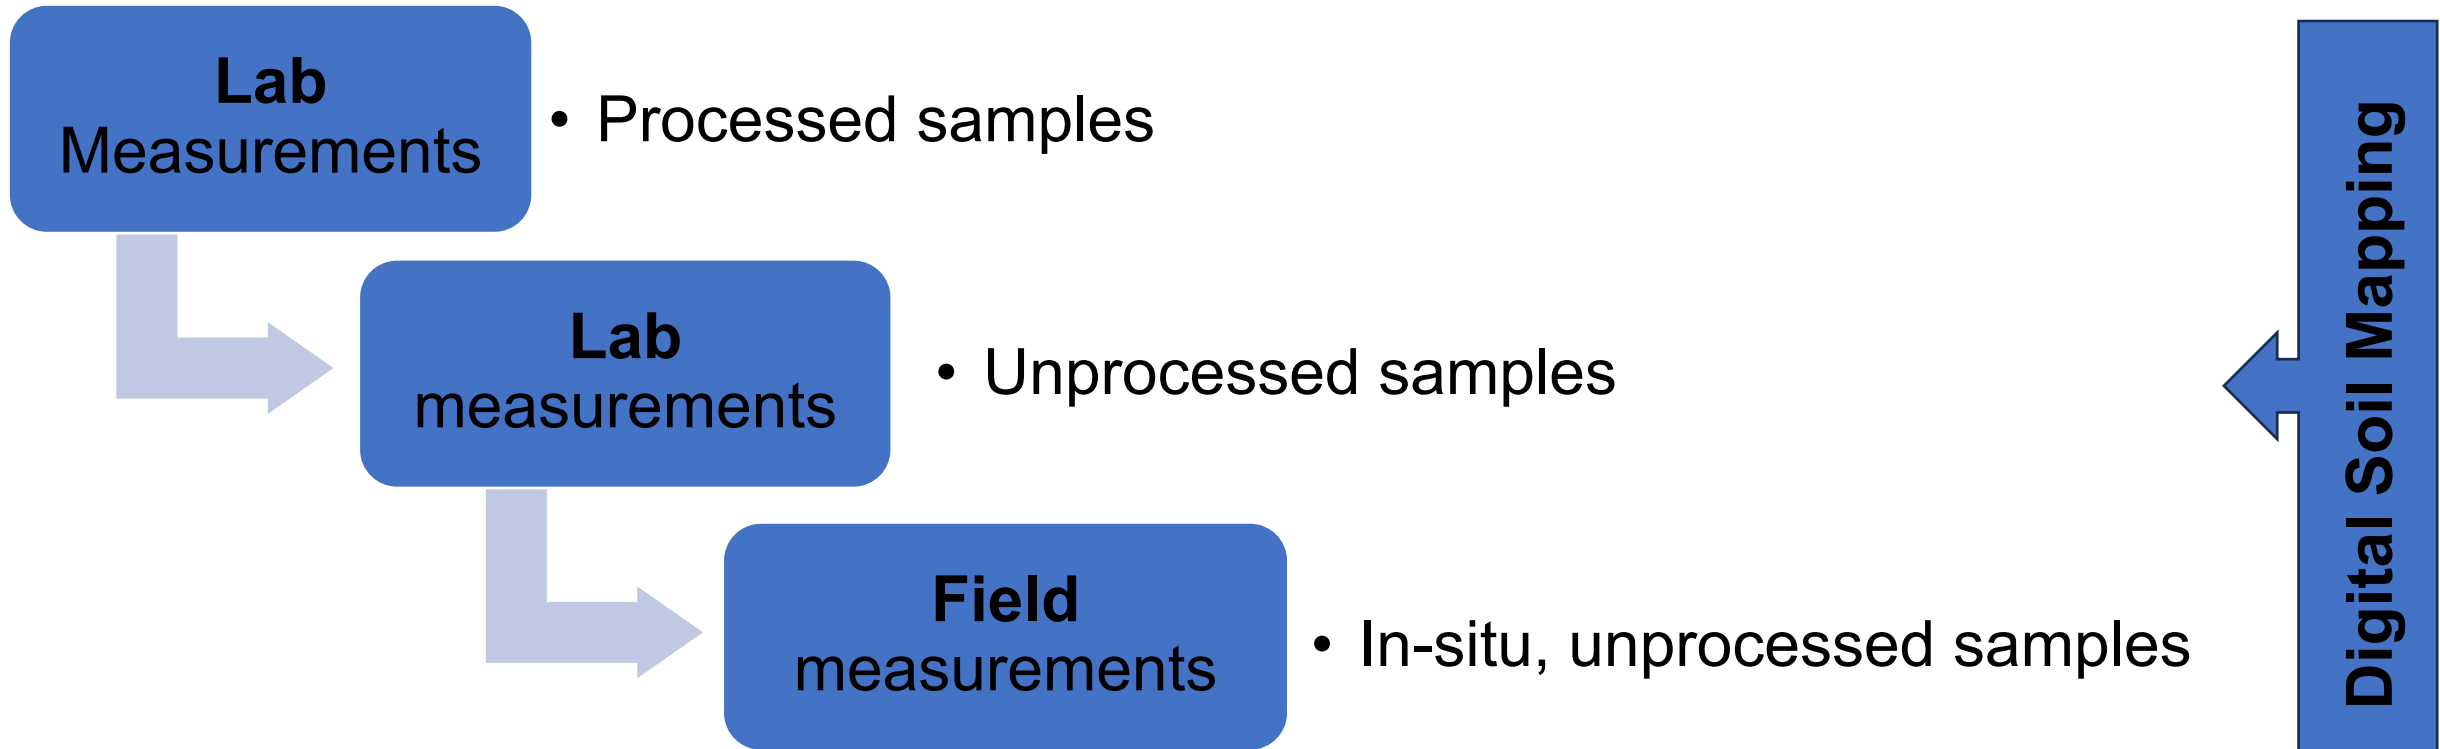 Lab
Measurements
• Processed samples
Lab
measurements
• Unprocessed samples
Field
measurements
• In-situ, unprocessed samples
Digital Soil Mapping